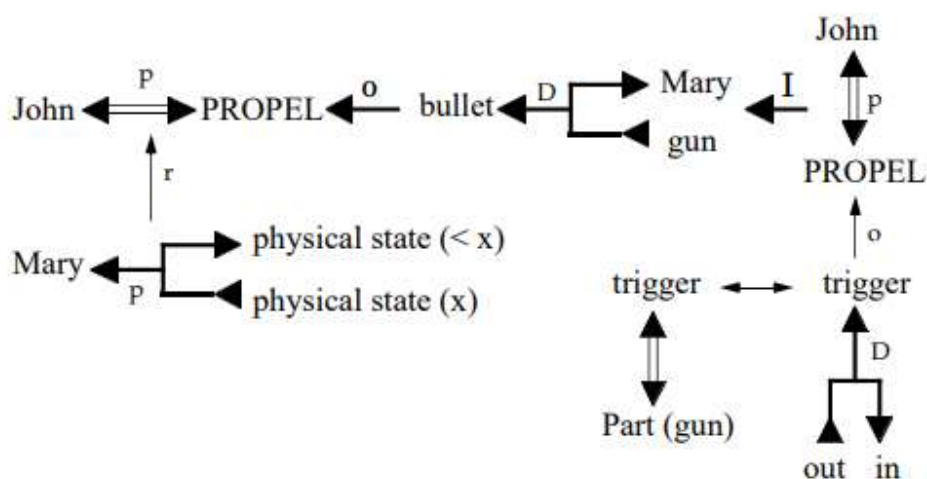 John
p
John
PROPEL
o
bullet
D
Mary
gun
I
p
PROPEL
r
o
Mary
p
physical state (< x)
physical state (x)
trigger
trigger
D
Part (gun)
out
in